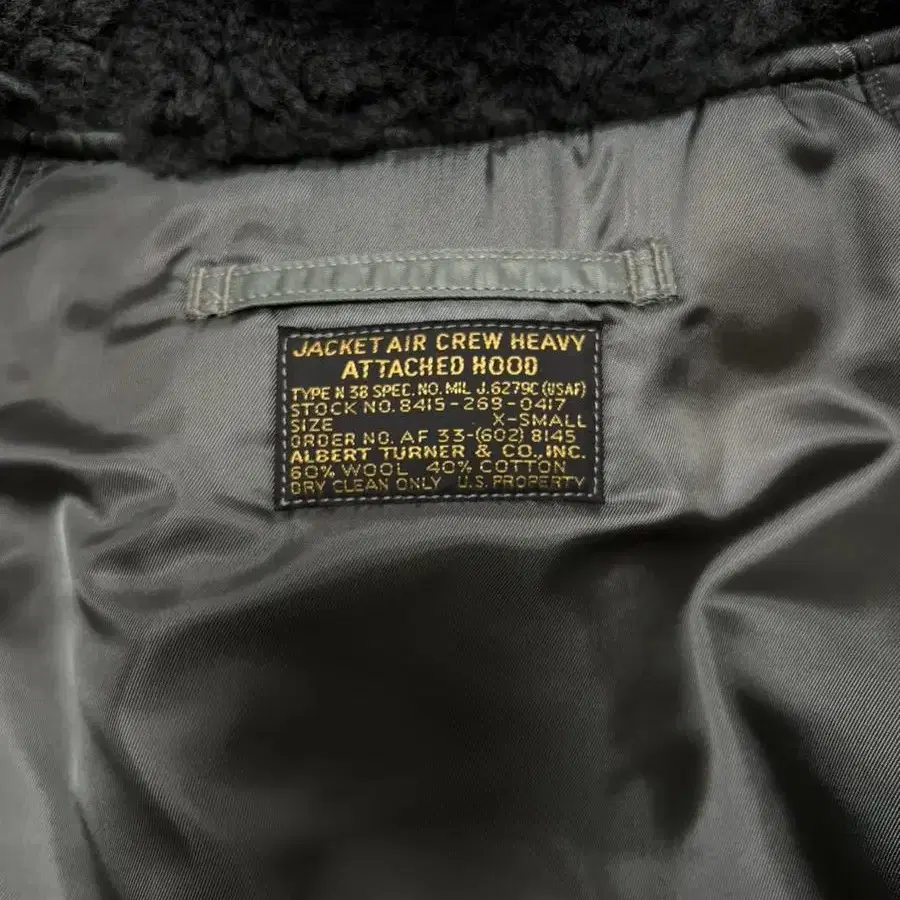 JACKET AIR CREW HEAVY
ATTACHED HOOD
TYPE N 3B SPEC. NO. MIL J.6279C (USAF)
STOCK NO. 8415-269-0417
SIZE X-SMALL
ORDER NO. AF 33-(602) 8145
ALBERT TURNER & CO., INC.
60% WOOL 40% COTTON
DRY CLEAN ONLY U.S. PROPERTY